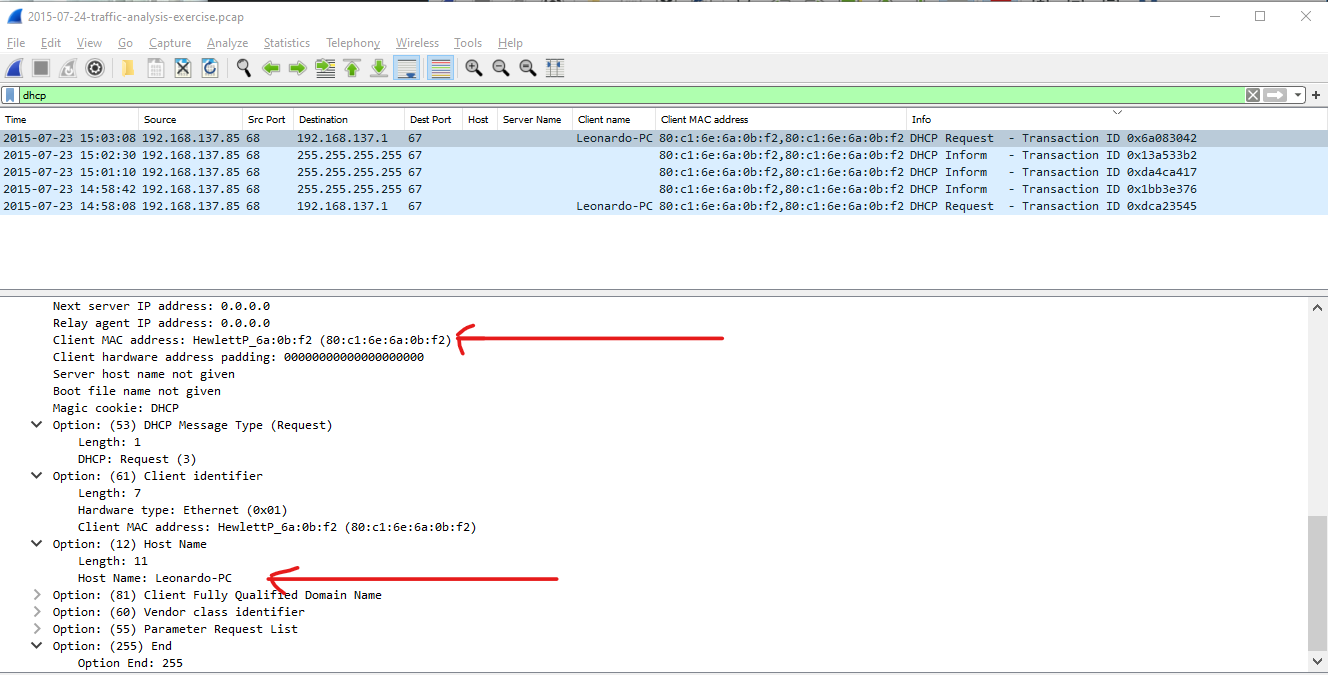 2015-07-24-traffic-analysis-exercise.pcap
File Edit View Go Capture Analyze Statistics Telephony Wireless Tools Help
dhcp
Time Source Src Port Destination Dest Port Host Server Name Client name Client MAC address Info
2015-07-23 15:03:08 192.168.137.85 68 192.168.137.1 67 Leonardo-PC 80:c1:6e:6a:0b:f2,80:c1:6e:6a:0b:f2 DHCP Request - Transaction ID 0x6a083042
2015-07-23 15:02:30 192.168.137.85 68 255.255.255.255 67 80:c1:6e:6a:0b:f2,80:c1:6e:6a:0b:f2 DHCP Inform - Transaction ID 0x13a533b2
2015-07-23 15:01:10 192.168.137.85 68 255.255.255.255 67 80:c1:6e:6a:0b:f2,80:c1:6e:6a:0b:f2 DHCP Inform - Transaction ID 0xda4ca417
2015-07-23 14:58:42 192.168.137.85 68 255.255.255.255 67 80:c1:6e:6a:0b:f2,80:c1:6e:6a:0b:f2 DHCP Inform - Transaction ID 0x1bb3e376
2015-07-23 14:58:08 192.168.137.85 68 192.168.137.1 67 Leonardo-PC 80:c1:6e:6a:0b:f2,80:c1:6e:6a:0b:f2 DHCP Request - Transaction ID 0xdca23545
Next server IP address: 0.0.0.0
Relay agent IP address: 0.0.0.0
Client MAC address: HewlettP_6a:0b:f2 (80:c1:6e:6a:0b:f2)
Client hardware address padding: 00000000000000000000
Server host name not given
Boot file name not given
Magic cookie: DHCP
Option: (53) DHCP Message Type (Request)
Length: 1
DHCP: Request (3)
Option: (61) Client identifier
Length: 7
Hardware type: Ethernet (0x01)
Client MAC address: HewlettP_6a:0b:f2 (80:c1:6e:6a:0b:f2)
Option: (12) Host Name
Length: 11
Host Name: Leonardo-PC
Option: (81) Client Fully Qualified Domain Name
Option: (60) Vendor class identifier
Option: (55) Parameter Request List
Option: (255) End
Option End: 255